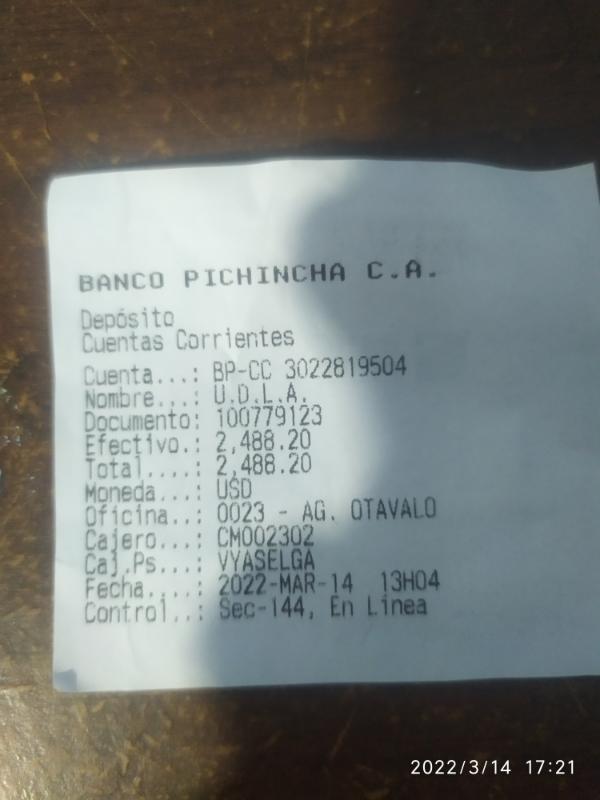 BANCO PICHINCHA C.A.
Depósito
Cuentas Corrientes
Cuenta...: BP-CC 3022819504
Nombre...: U.D.L.A.
Documento: 100779123
Efectivo.: 2,488.20
Total....: 2,488.20
Moneda...: USD
Oficina..: 0023 - AG. OTAVALO
Cajero...: CM002302
Caj.Ps...: VYASELGA
Fecha....: 2022-MAR-14 13H04
Control..: Sec-144, En Linea
2022/3/14 17:21